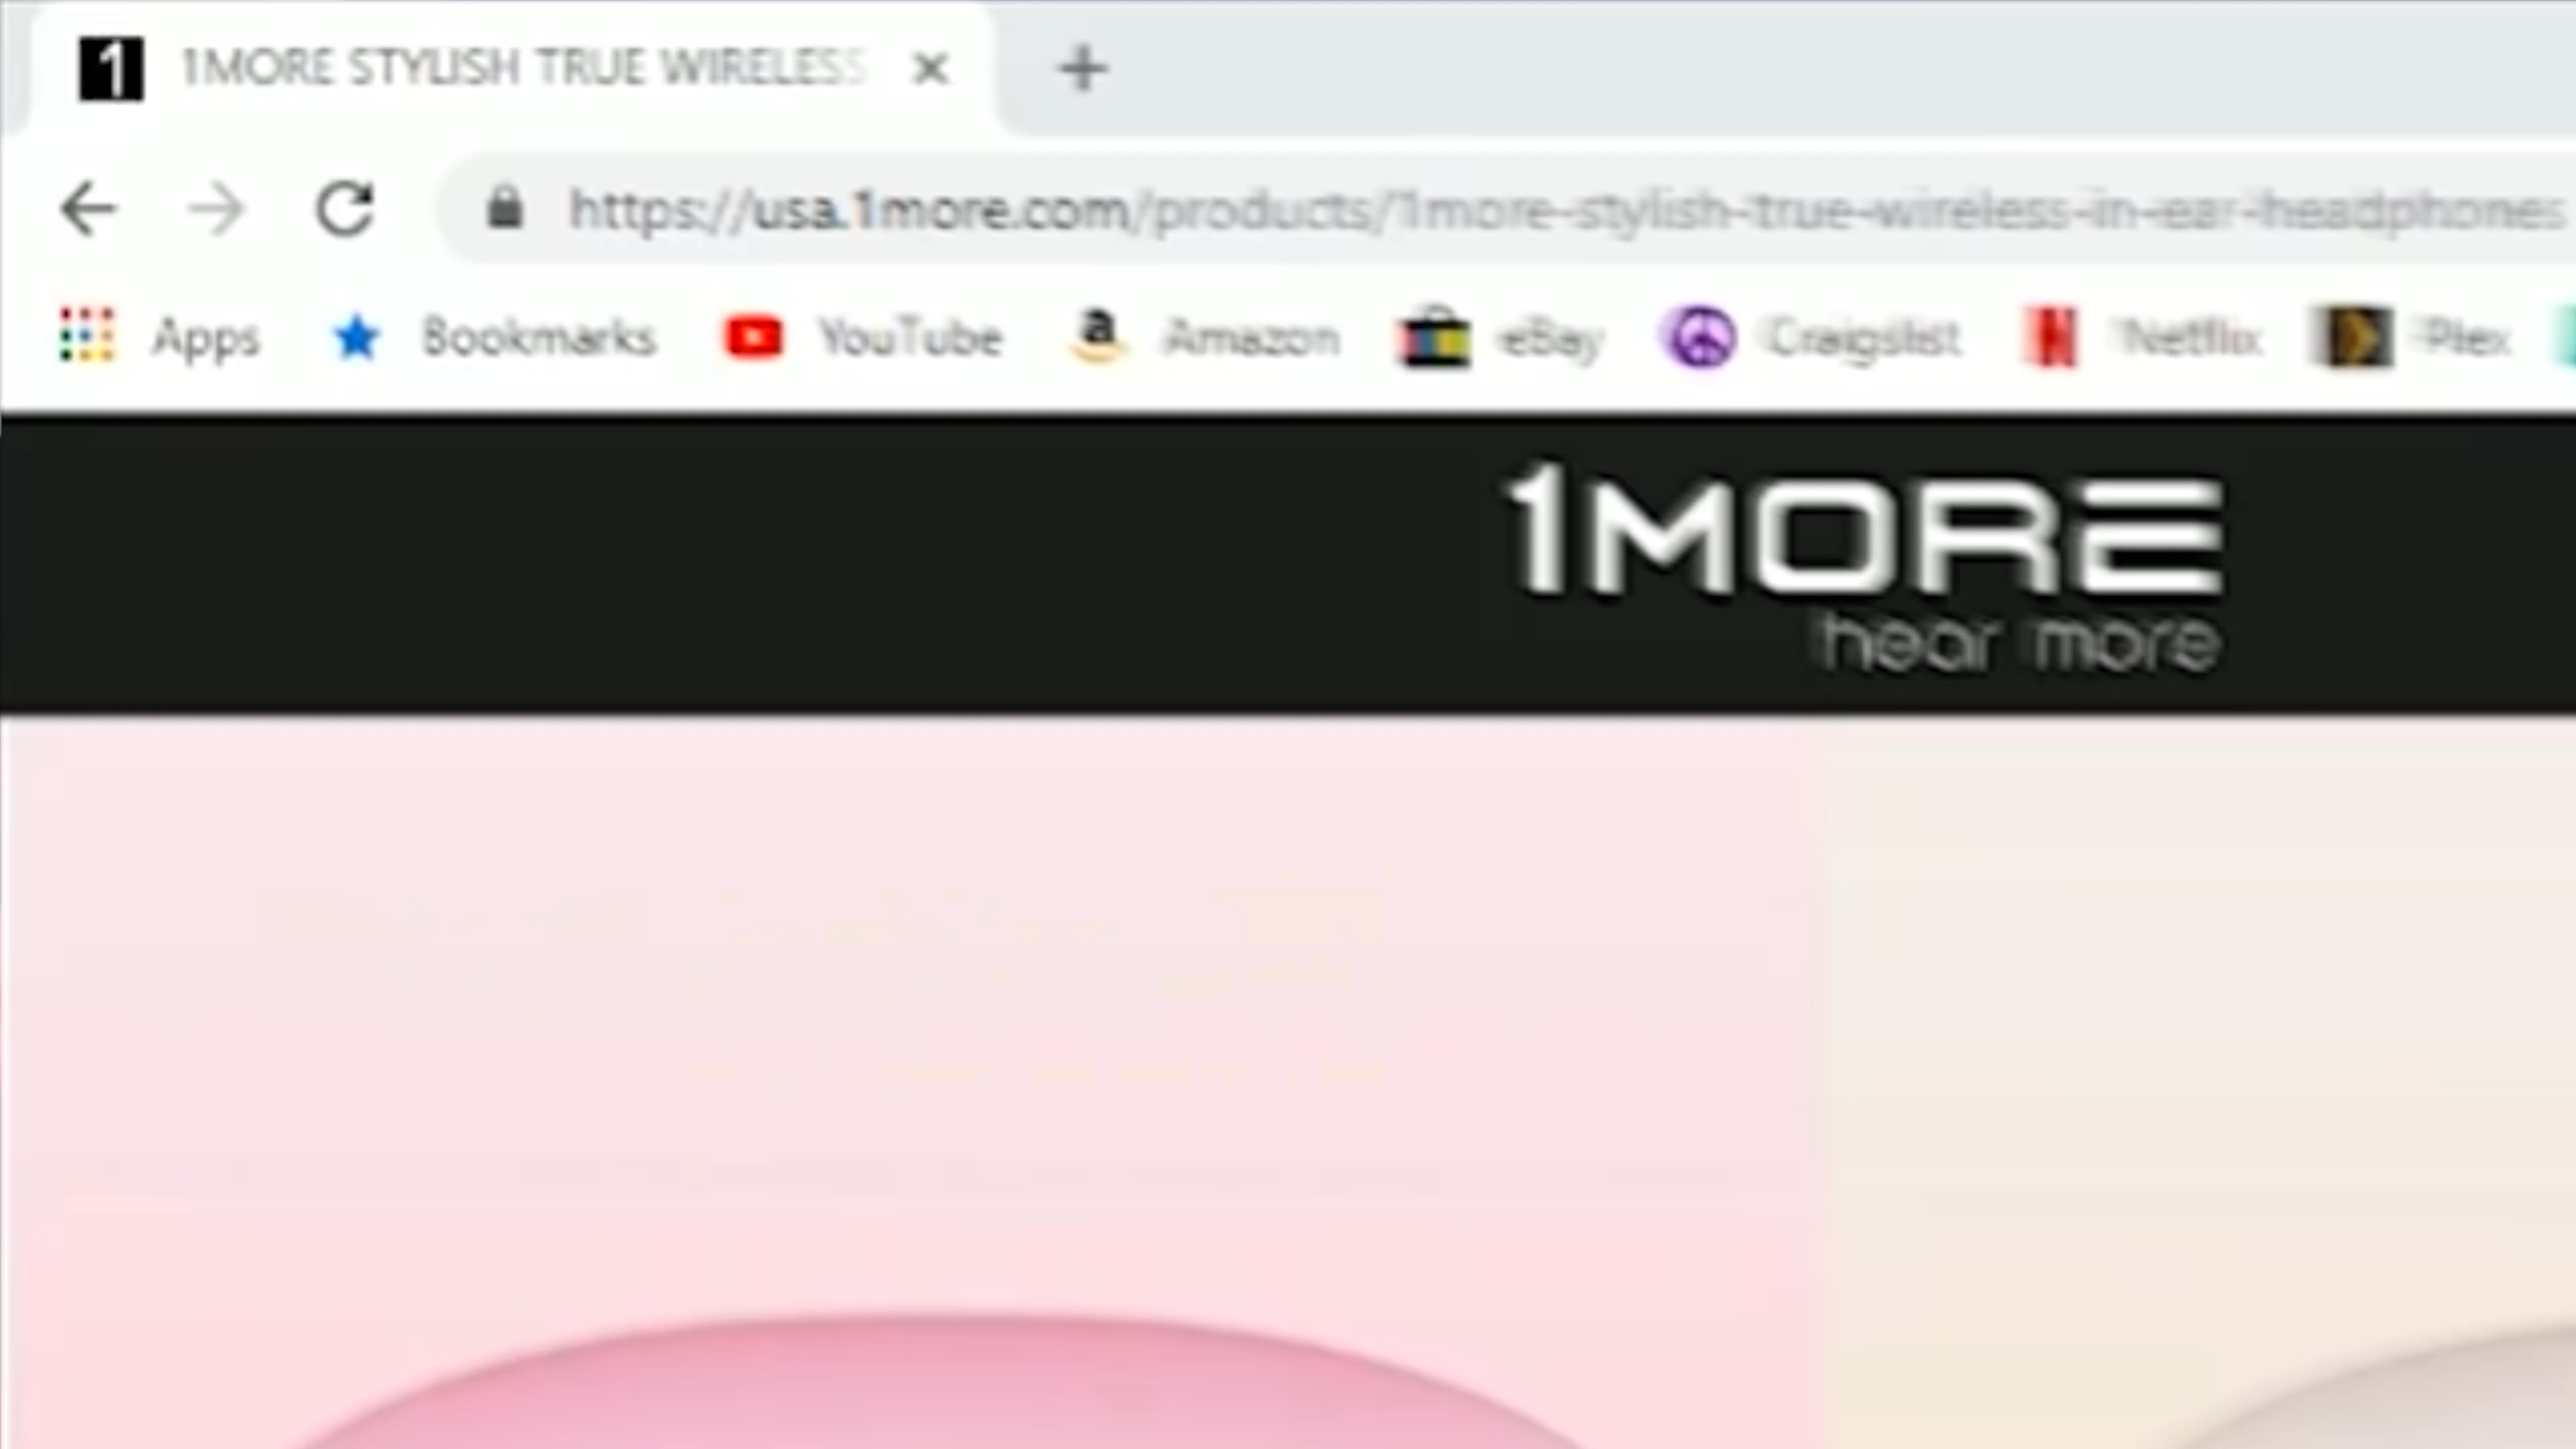 1 1MORE STYLISH TRUE WIRELESS
https://usa.1more.com/products/1more-stylish-true-wireless-in-ear-headphones
Apps Bookmarks YouTube Amazon eBay Craigslist Netflix Plex
1MORE
hear more